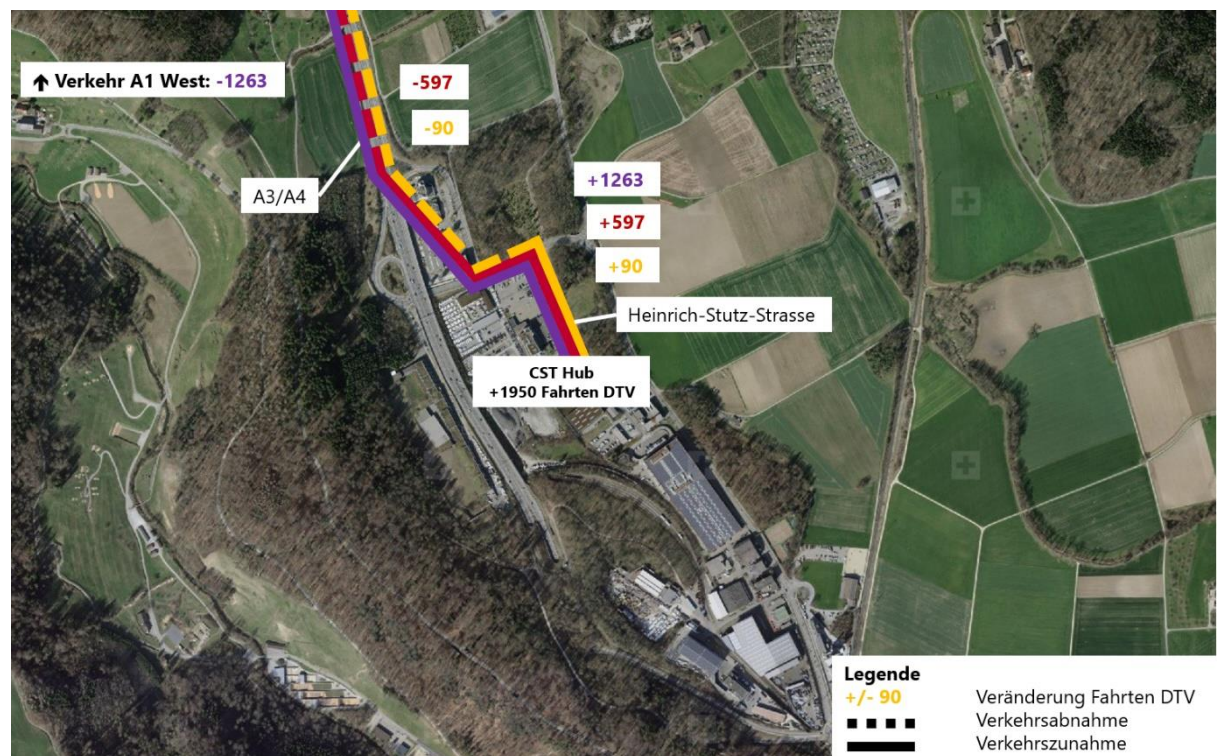 ↑ Verkehr A1 West: -1263
-597
-90
A3/A4
+1263
+597
+90
Heinrich-Stutz-Strasse
CST Hub
+1950 Fahrten DTV
Legende
+/- 90 Veränderung Fahrten DTV
Verkehrsabnahme
Verkehrszunahme